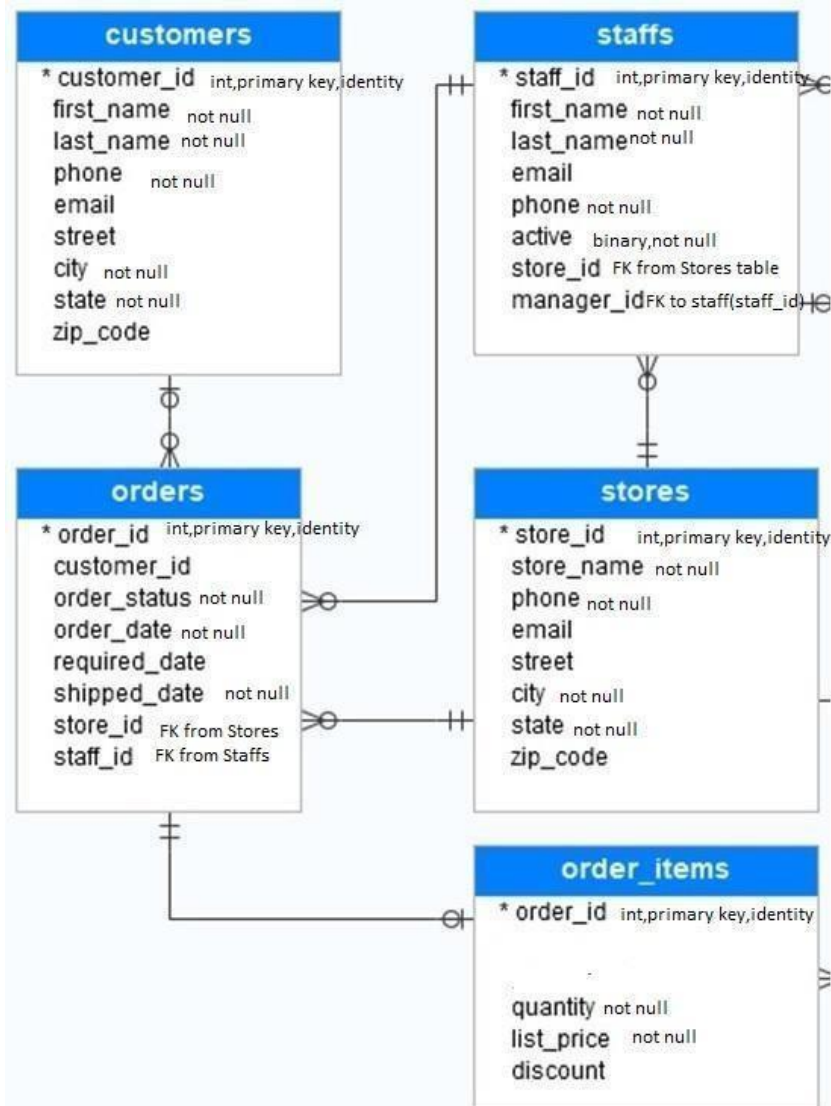 customers
* customer_id int,primary key,identity
first_name not null
last_name not null
phone not null
email
street
city not null
state not null
zip_code
staffs
* staff_id int,primary key,identity
first_name not null
last_name not null
email
phone not null
active binary,not null
store_id FK from Stores table
manager_id FK to staff(staff_id)
orders
* order_id int,primary key,identity
customer_id
order_status not null
order_date not null
required_date
shipped_date not null
store_id FK from Stores
staff_id FK from Staffs
stores
* store_id int,primary key,identity
store_name not null
phone not null
email
street
city not null
state not null
zip_code
order_items
* order_id int,primary key,identity
quantity not null
list_price not null
discount